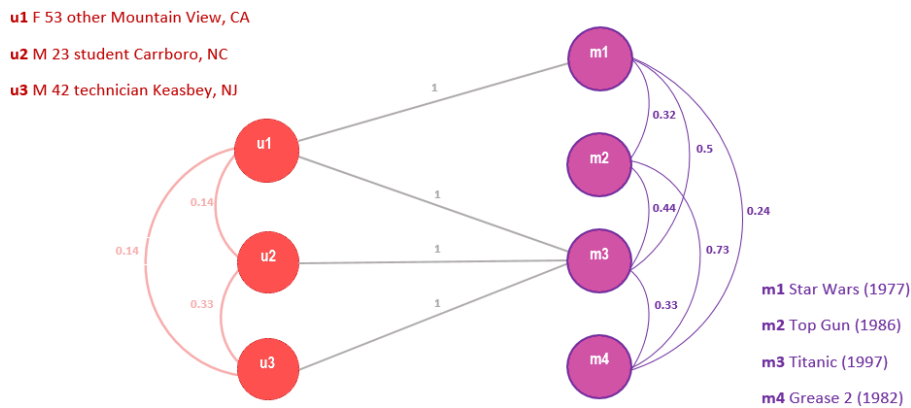 u1 F 53 other Mountain View, CA
u2 M 23 student Carrboro, NC
u3 M 42 technician Keasbey, NJ
m1
1
0.32
u1
0.5
m2
1
0.14
0.44
0.24
0.14
u2
1
m3
0.73
m1 Star Wars (1977)
0.33
1
0.33
m2 Top Gun (1986)
u3
m4
m3 Titanic (1997)
m4 Grease 2 (1982)